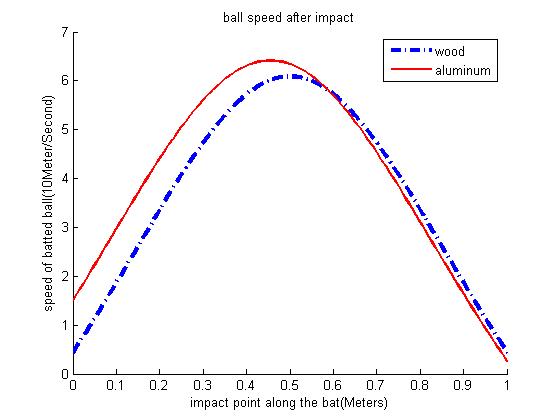 ball speed after impact
wood
aluminum
speed of batted ball(10Meter/Second)
7
6
5
4
3
2
1
0
0 0.1 0.2 0.3 0.4 0.5 0.6 0.7 0.8 0.9 1
impact point along the bat(Meters)